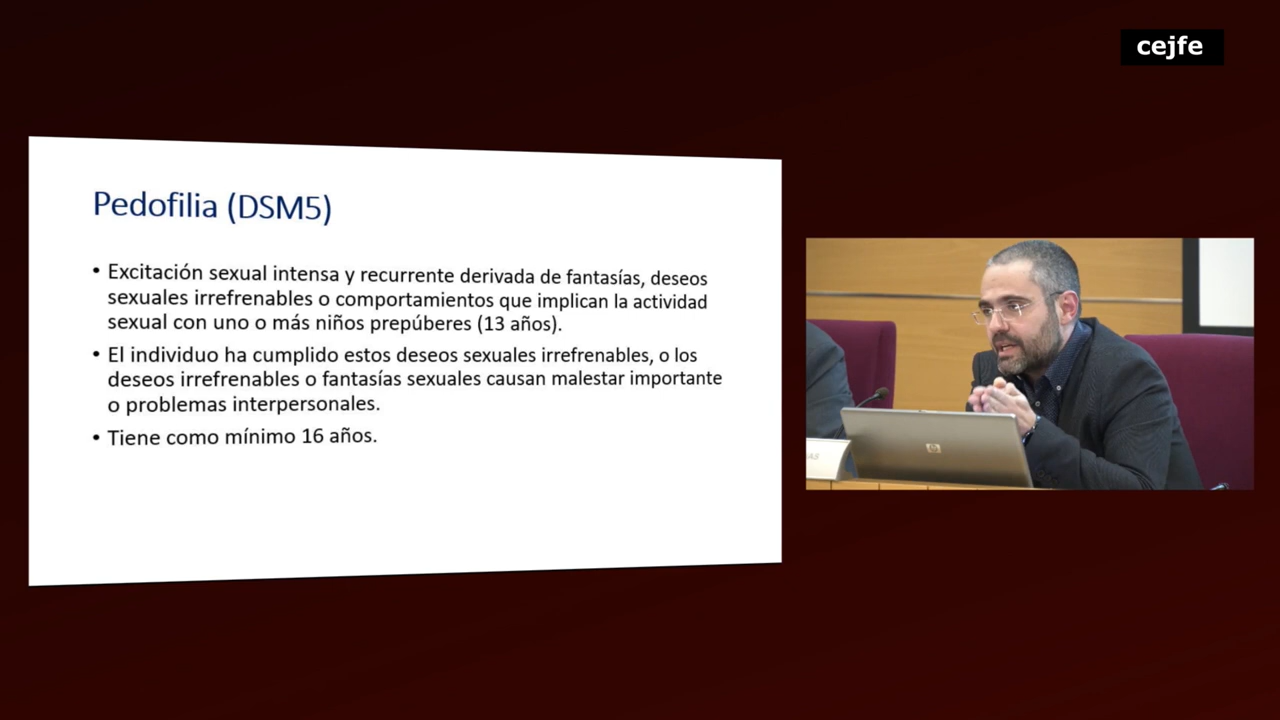 cejfe
Pedofilia (DSM5)
• Excitación sexual intensa y recurrente derivada de fantasías, deseos
sexuales irrefrenables o comportamientos que implican la actividad
sexual con uno o más niños prepúberes (13 años).
• El individuo ha cumplido estos deseos sexuales irrefrenables, o los
deseos irrefrenables o fantasías sexuales causan malestar importante
o problemas interpersonales.
• Tiene como mínimo 16 años.
hp